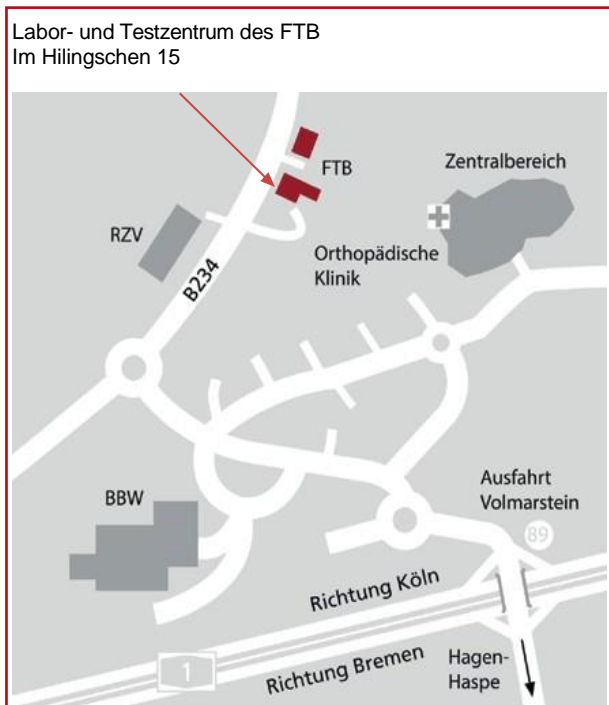 Labor- und Testzentrum des FTB
Im Hilingschen 15
FTB
Zentralbereich
RZV
Orthopädische
Klinik
B234
BBW
Ausfahrt
Volmarstein
89
Richtung Köln
Richtung Bremen
1
Hagen-
Haspe